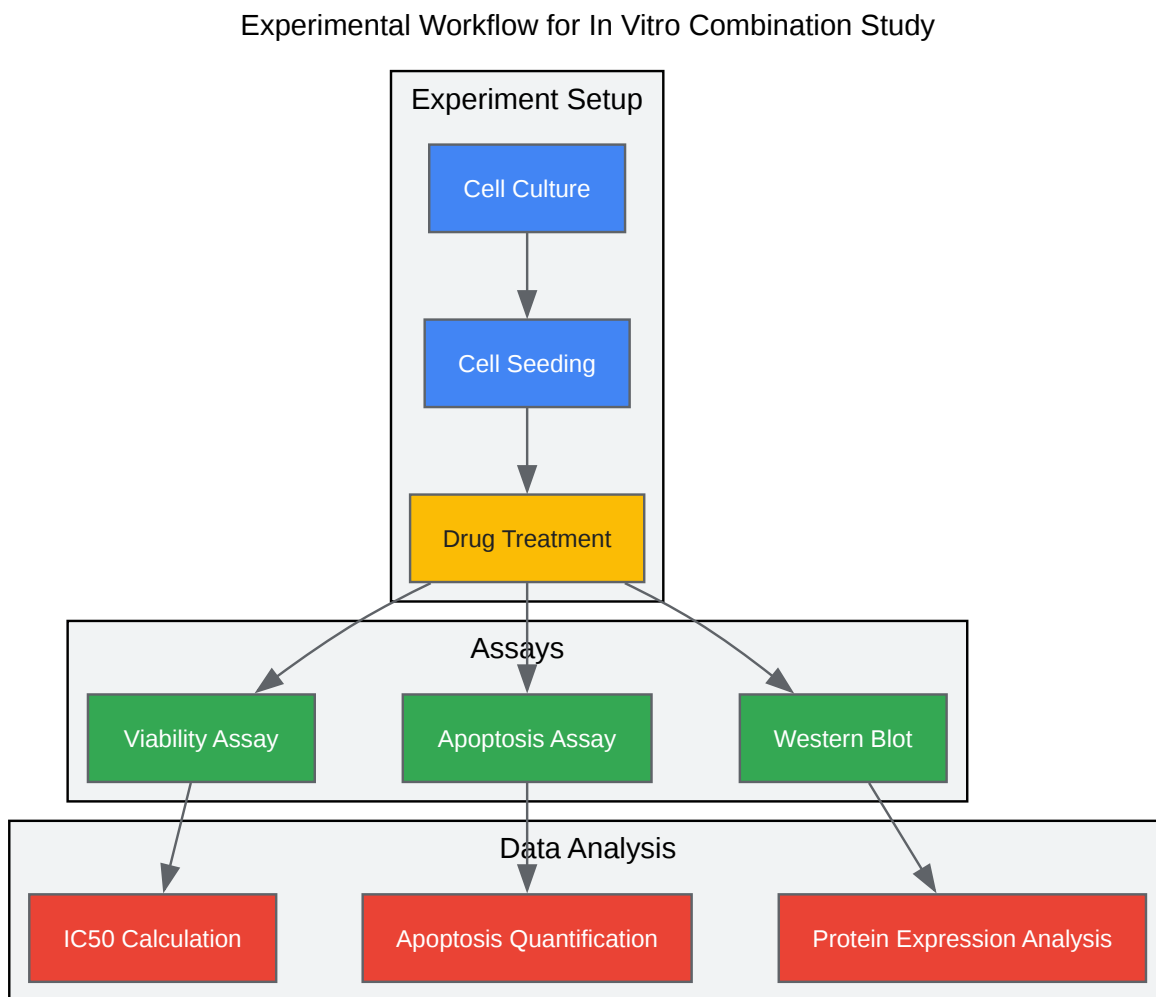 Experimental Workflow for In Vitro Combination Study
Experiment Setup
Cell Culture
Cell Seeding
Drug Treatment
Assays
Viability Assay
Apoptosis Assay
Western Blot
Data Analysis
IC50 Calculation
Apoptosis Quantification
Protein Expression Analysis